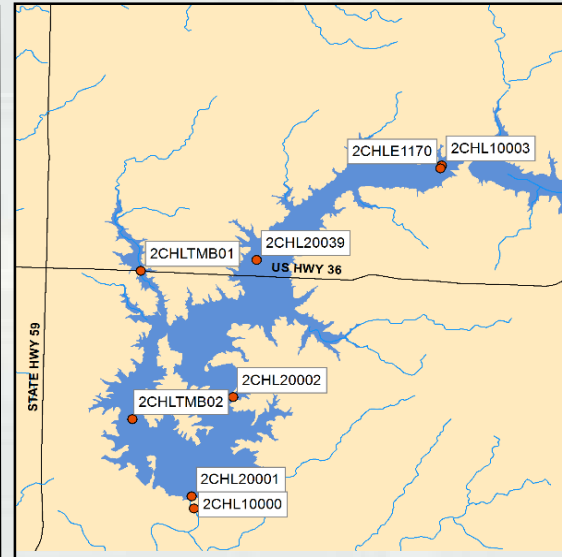 2CHLE1170
2CHL10003
2CHL20039
2CHLTMB01
US HWY 36
STATE HWY 59
2CHL20002
2CHLTMB02
2CHL20001
2CHL10000